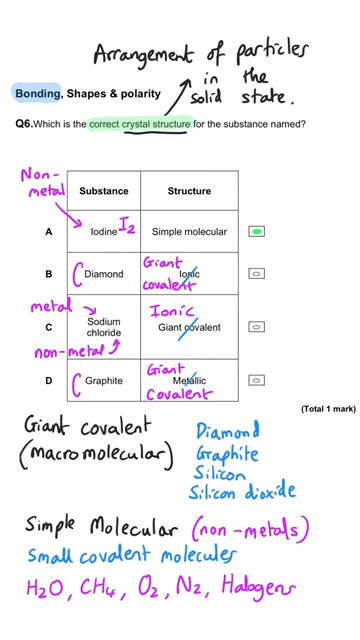 Arrangement of particles
in the
solid state.
Bonding, Shapes & polarity
Q6.Which is the correct crystal structure for the substance named?
Non-
metal
Substance Structure
A Iodine I2 Simple molecular
B C Diamond Giant covalent Ionic
metal
C Sodium chloride Ionic Giant covalent
non-metal
D C Graphite Giant Covalent Metallic
(Total 1 mark)
Giant covalent
(macromolecular)
Diamond
Graphite
Silicon
Silicon dioxide
Simple Molecular (non-metals)
Small covalent molecules
H2O, CH4, O2, N2, Halogens